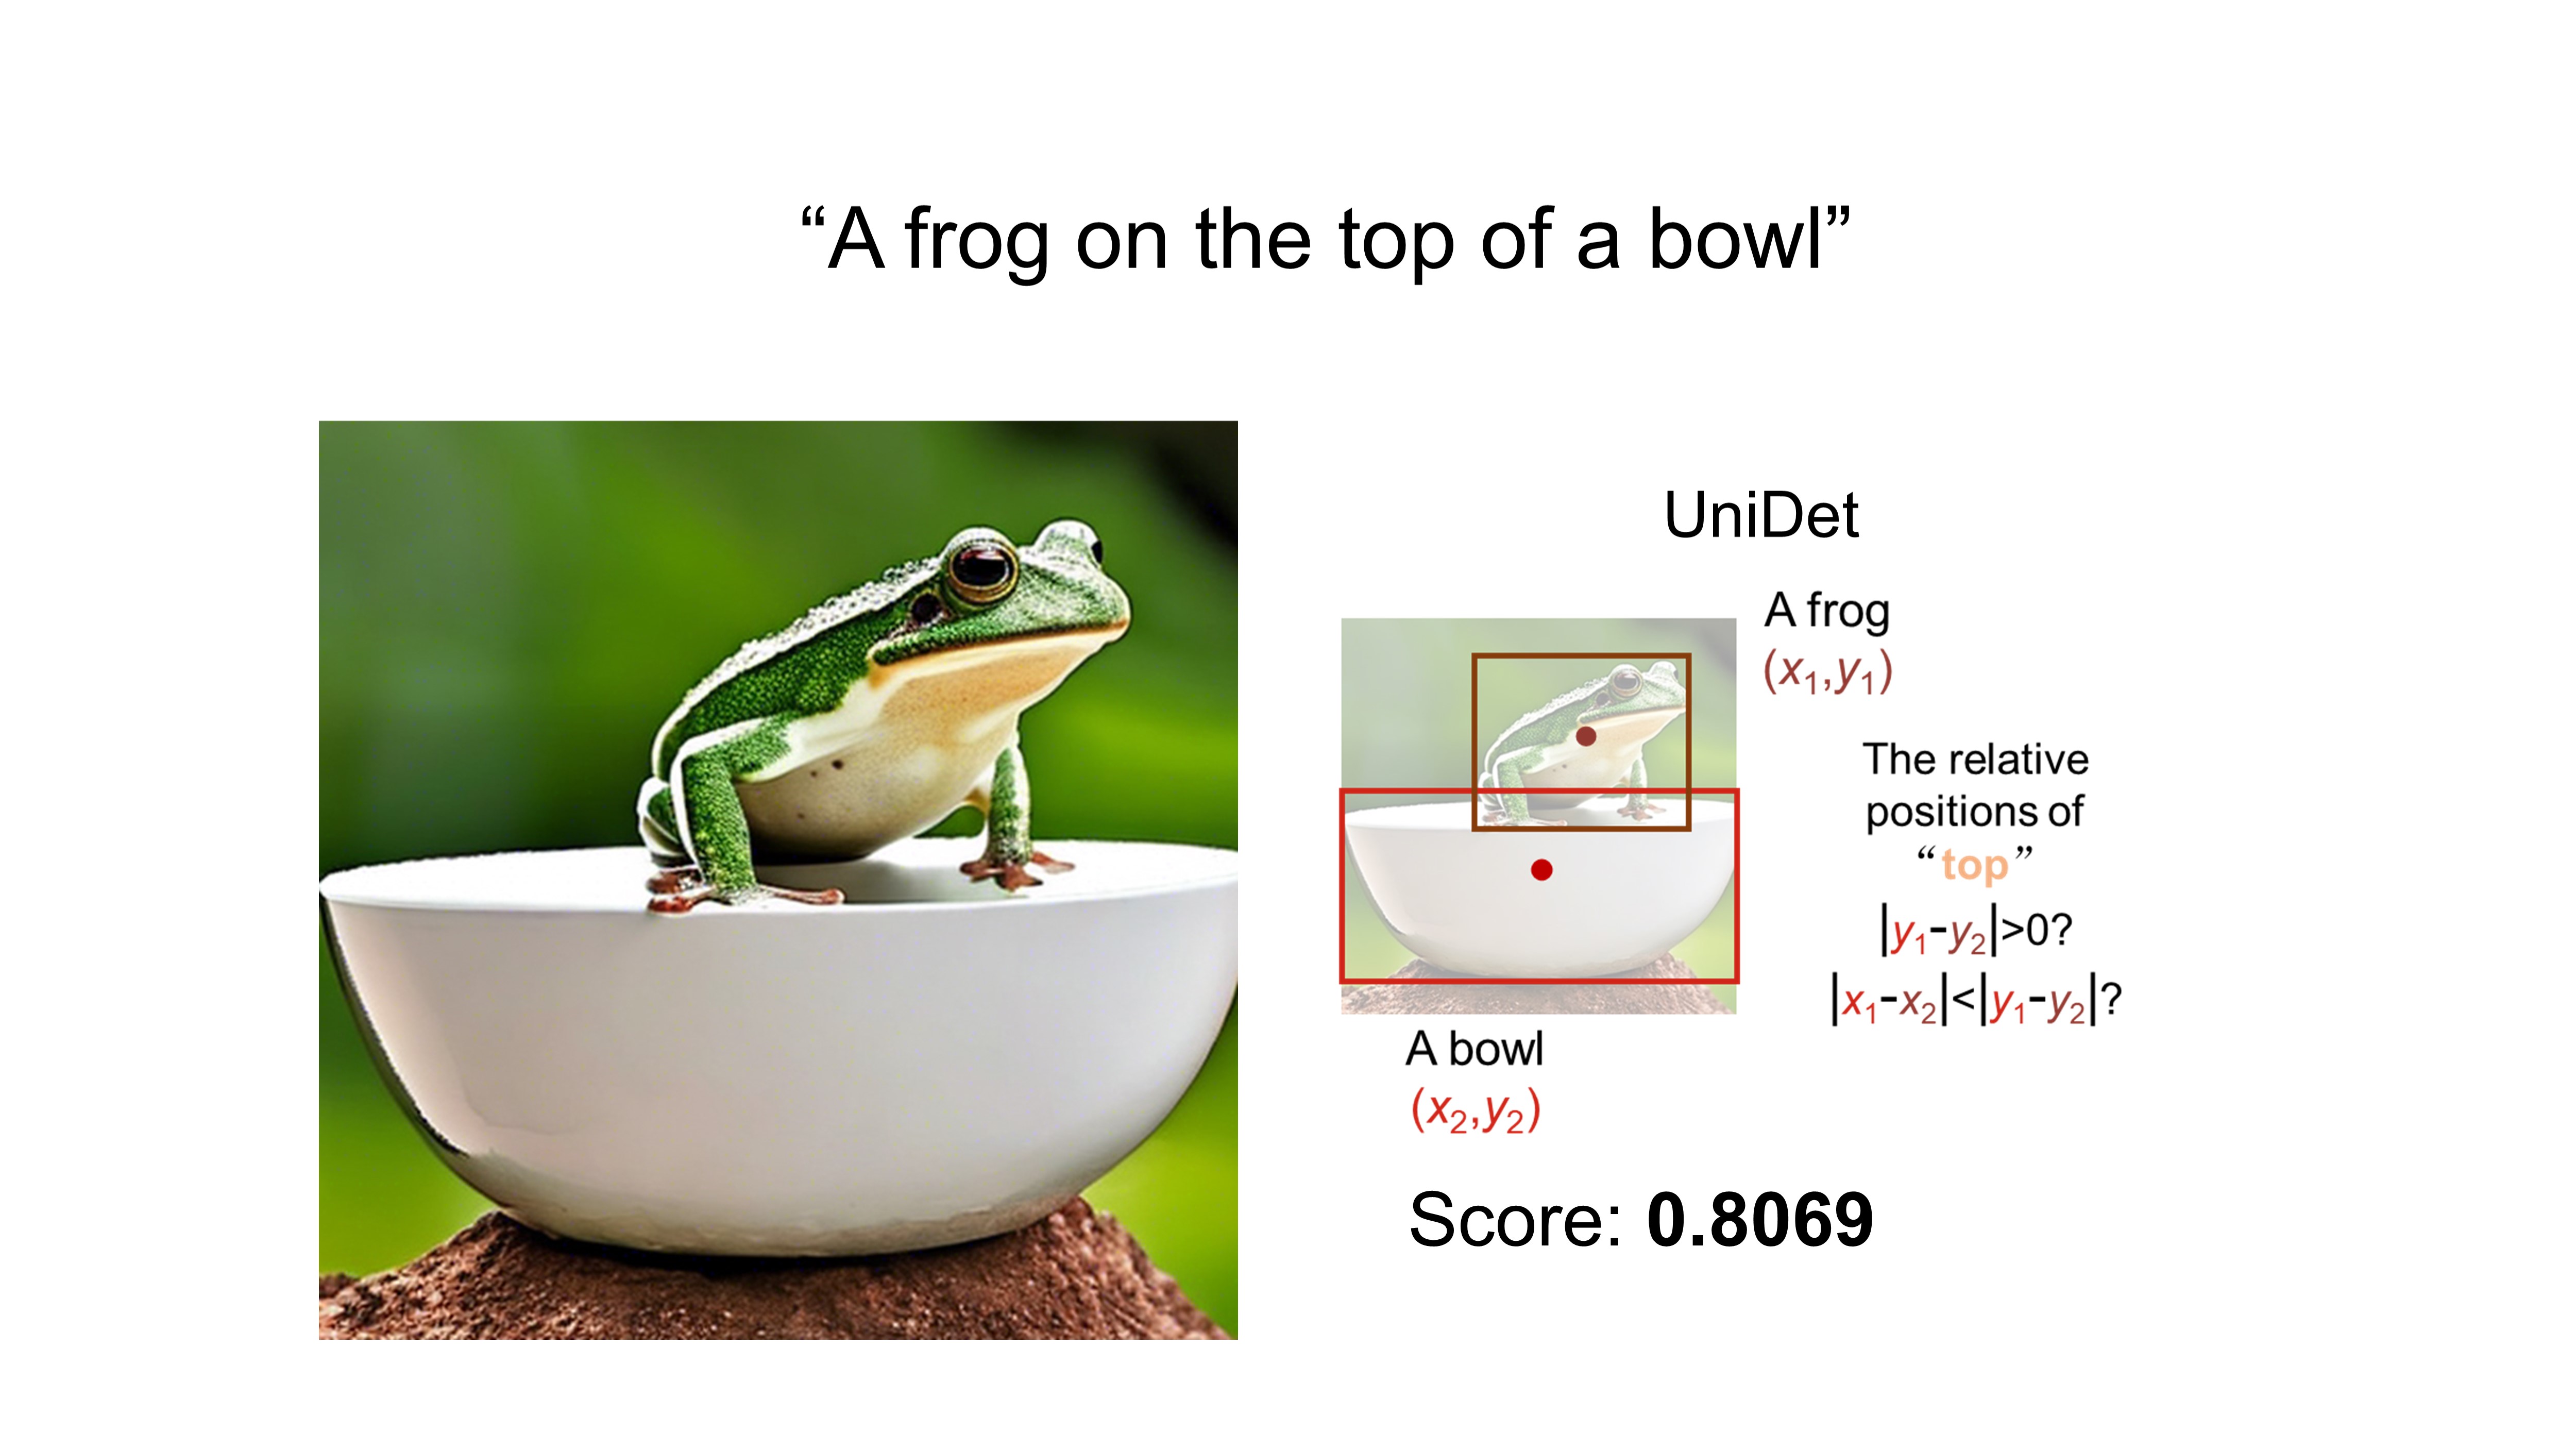 “A frog on the top of a bowl”
UniDet
A frog
(x₁,y₁)
The relative
positions of
“top”
|y₁-y₂|>0?
|x₁-x₂|<|y₁-y₂|?
A bowl
(x₂,y₂)
Score: 0.8069